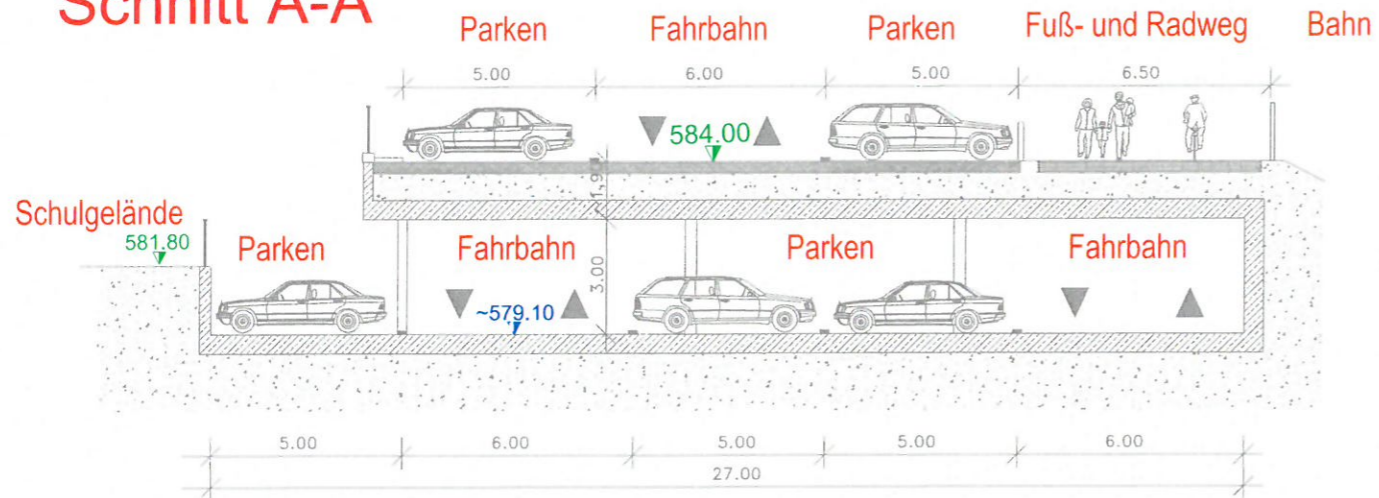 Schnitt A-A
Parken Fahrbahn Parken Fuß- und Radweg Bahn
5.00 6.00 5.00 6.50
584.00
Schulgelände
581.80
Parken Fahrbahn Parken Fahrbahn
3.00
~579.10
5.00 6.00 5.00 5.00 6.00
27.00